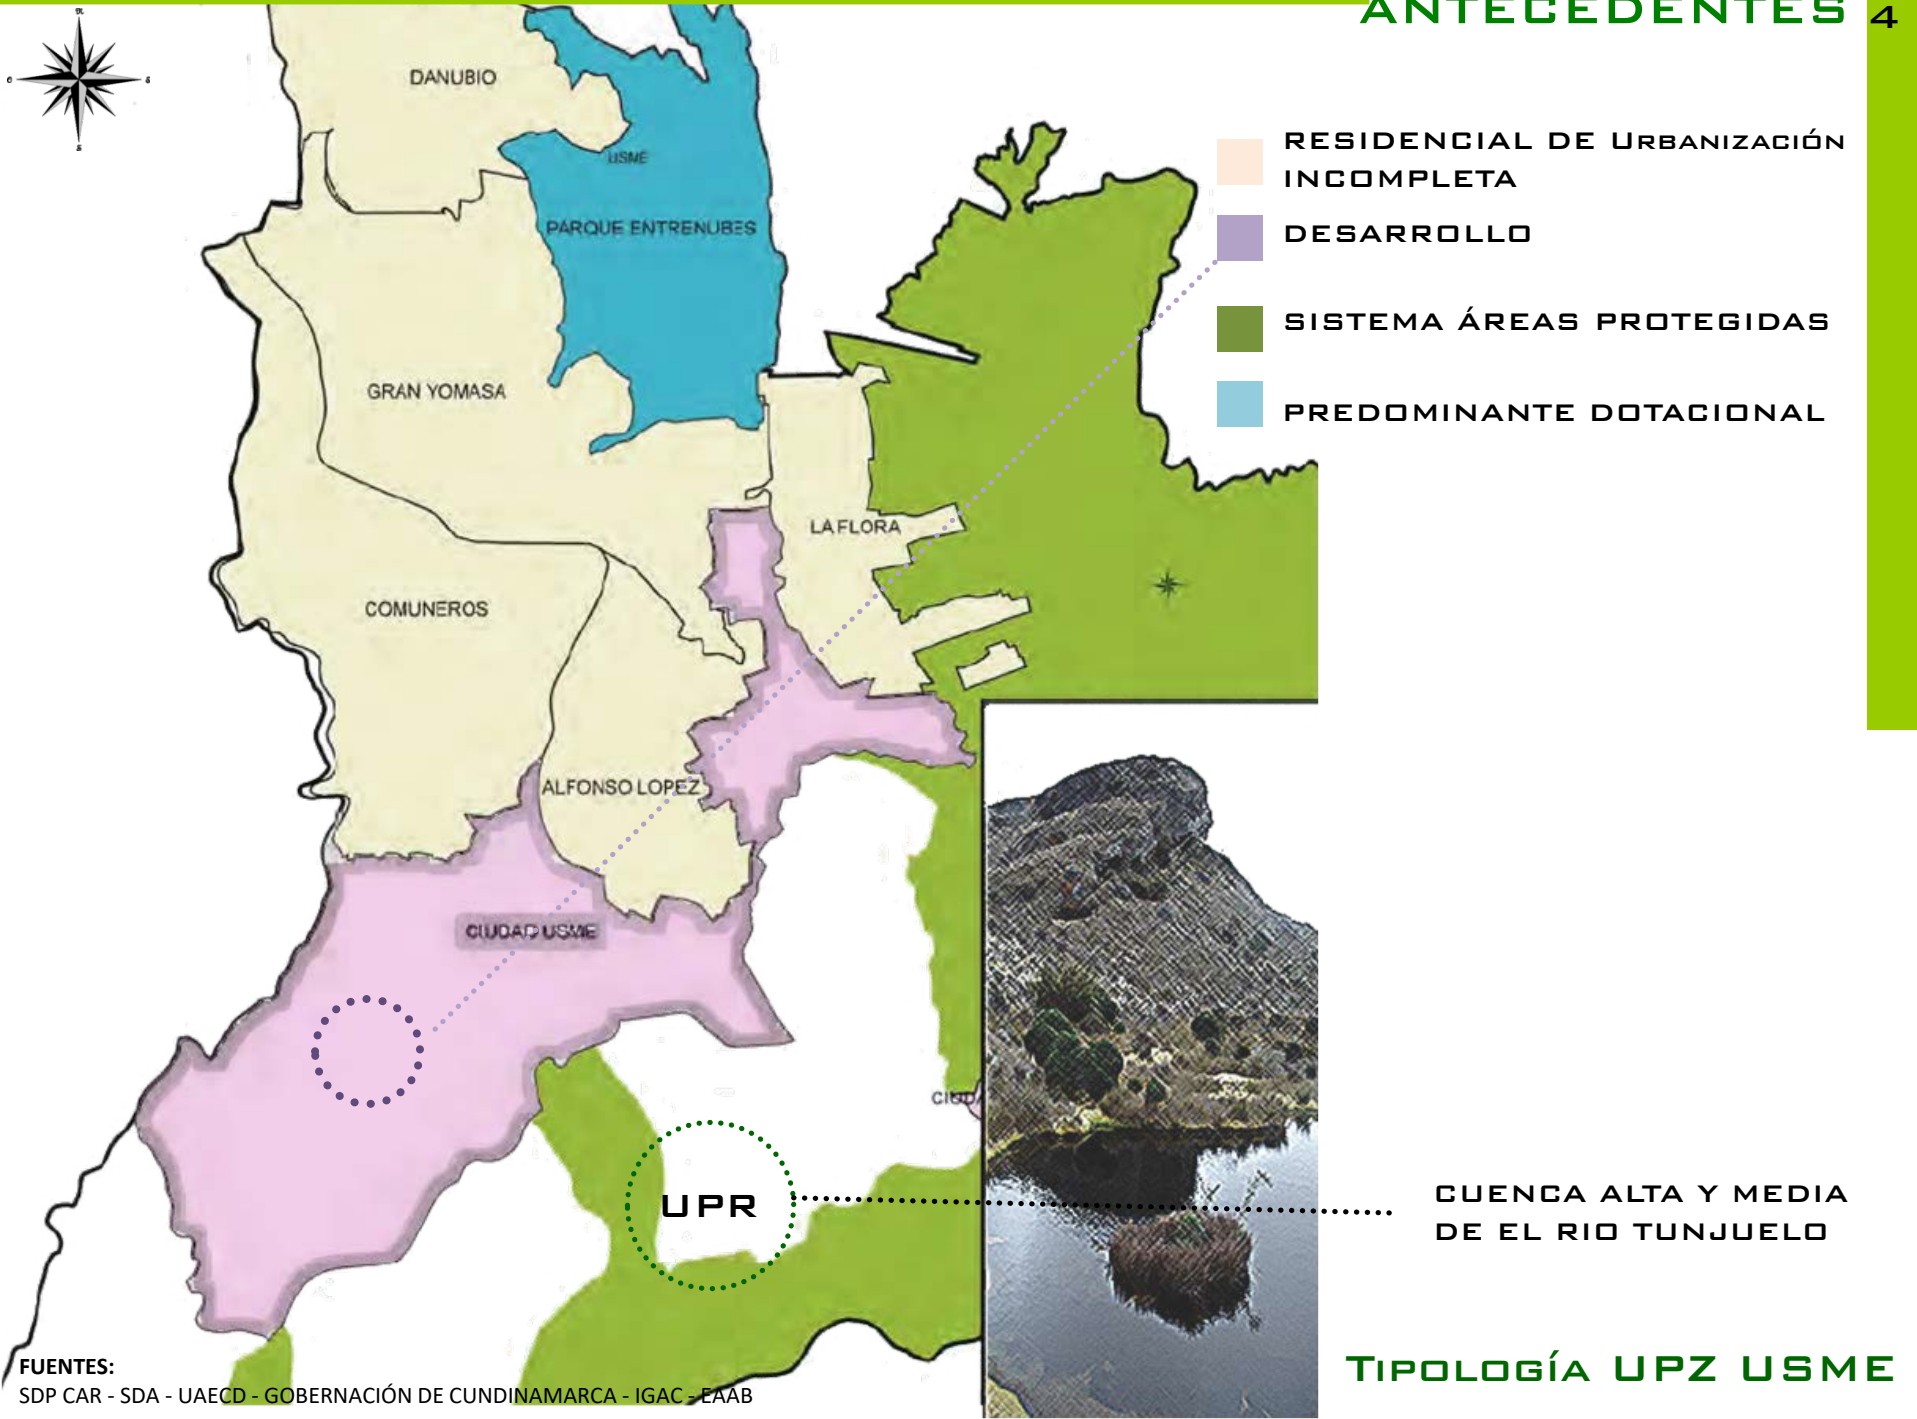 ANTECEDENTES 4
N
S
DANUBIO
USME
PARQUE ENTRENUBES
GRAN YOMASA
LA FLORA
COMUNEROS
ALFONSO LOPEZ
CIUDAD USME
RESIDENCIAL DE URBANIZACIÓN
INCOMPLETA
DESARROLLO
SISTEMA ÁREAS PROTEGIDAS
PREDOMINANTE DOTACIONAL
UPR
CUENCA ALTA Y MEDIA
DE EL RIO TUNJUELO
FUENTES:
SDP CAR - SDA - UAECD - GOBERNACIÓN DE CUNDINAMARCA - IGAC - EAAB
TIPOLOGÍA UPZ USME